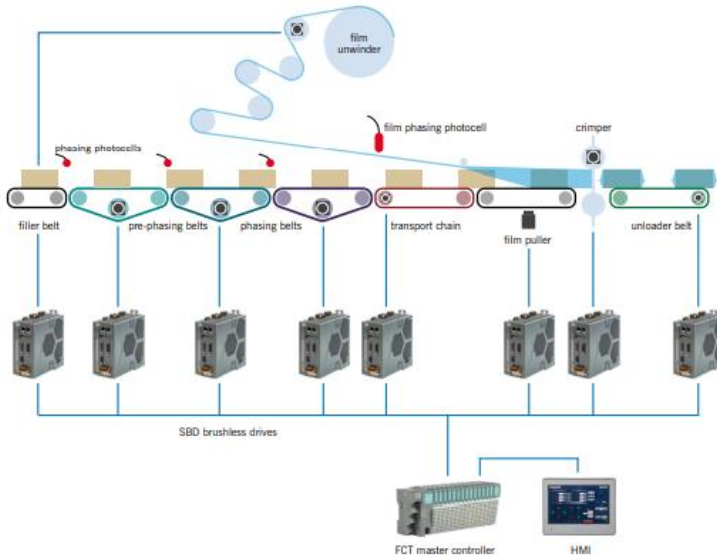 film
unwinder
phasing photocells
film phasing photocell
crimper
filler belt
pre-phasing belts
phasing belts
transport chain
film puller
unloader belt
SBD brushless drives
FCT master controller
HMI